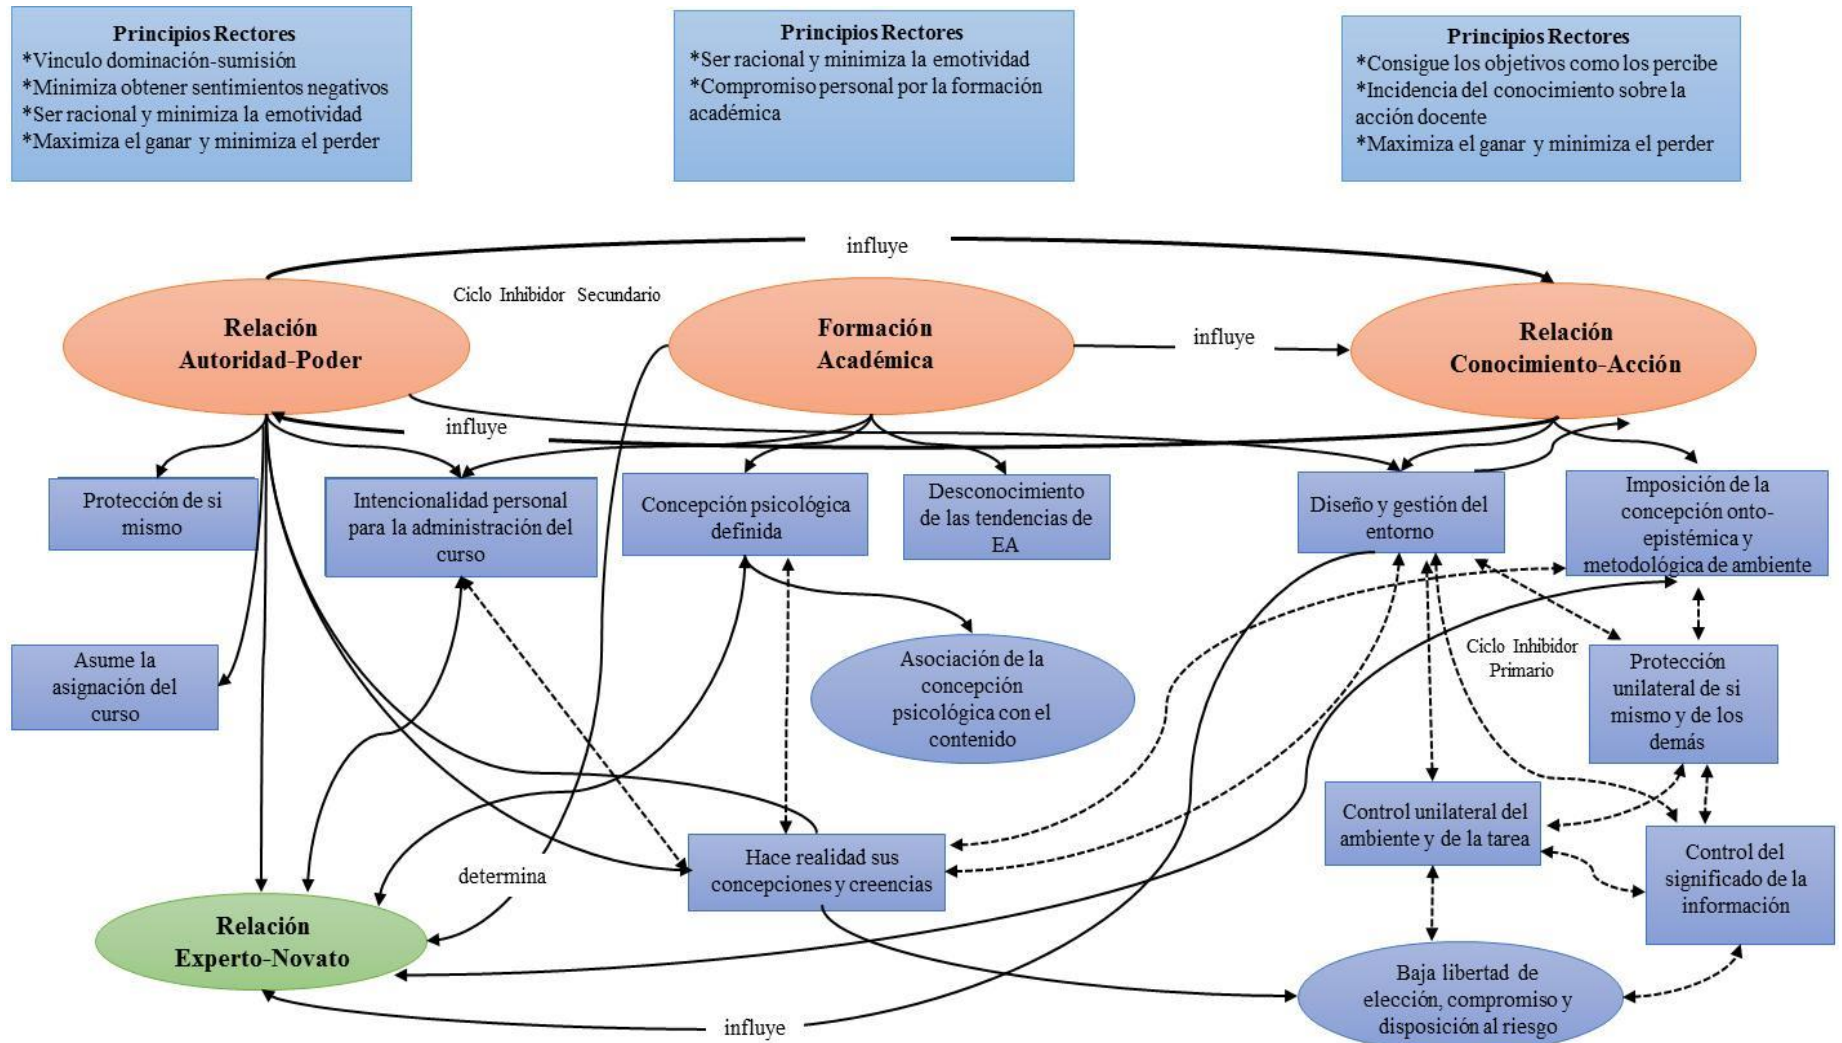 Principios Rectores
*Vinculo dominación-sumisión
*Minimiza obtener sentimientos negativos
*Ser racional y minimiza la emotividad
*Maximiza el ganar y minimiza el perder
Principios Rectores
*Ser racional y minimiza la emotividad
*Compromiso personal por la formación
académica
Principios Rectores
*Consigue los objetivos como los percibe
*Incidencia del conocimiento sobre la
acción docente
*Maximiza el ganar y minimiza el perder
influye
Ciclo Inhibidor Secundario
Relación
Autoridad-Poder
Formación
Académica
influye
Relación
Conocimiento-Acción
influye
Protección de si
mismo
Intencionalidad personal
para la administración del
curso
Concepción psicológica
definida
Desconocimiento
de las tendencias de
EA
Diseño y gestión del
entorno
Imposición de la
concepción onto-
epistémica y
metodológica de ambiente
Asume la
asignación del
curso
Asociación de la
concepción
psicológica con el
contenido
Ciclo Inhibidor
Primario
Protección
unilateral de si
mismo y de los
demás
Control unilateral del
ambiente y de la tarea
Hace realidad sus
concepciones y creencias
Control del
significado de la
información
determina
Relación
Experto-Novato
Baja libertad de
elección, compromiso y
disposición al riesgo
influye